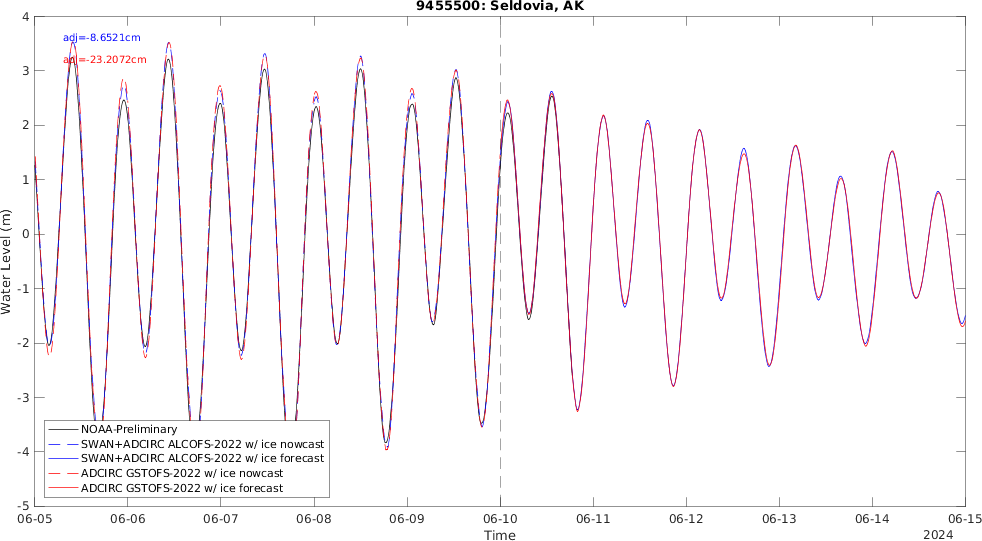 9455500: Seldovia, AK
adj=-8.6521cm
adj=-23.2072cm
4
3
2
1
0
-1
-2
-3
-4
-5
Water Level (m)
NOAA-Preliminary
SWAN+ADCIRC ALCOFS-2022 w/ ice nowcast
SWAN+ADCIRC ALCOFS-2022 w/ ice forecast
ADCIRC GSTOFS-2022 w/ ice nowcast
ADCIRC GSTOFS-2022 w/ ice forecast
06-05 06-06 06-07 06-08 06-09 06-10 06-11 06-12 06-13 06-14 06-15
Time
2024